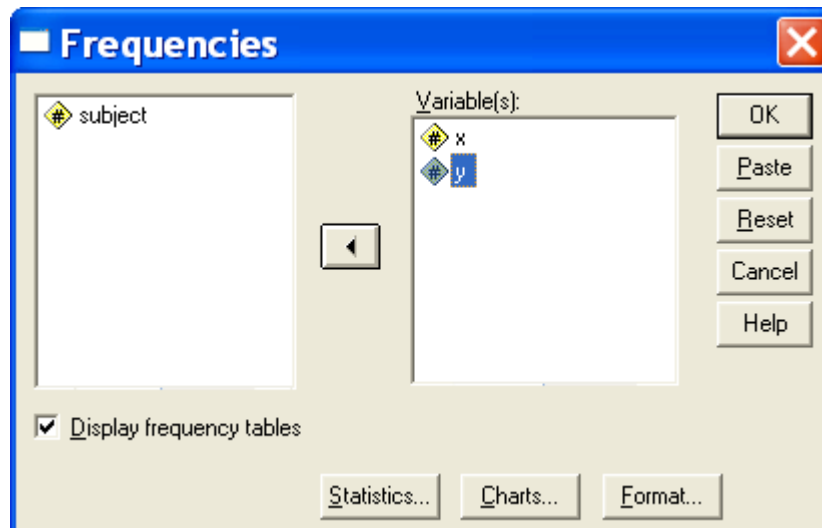 Frequencies
subject
Variable(s):
x
y
OK
Paste
Reset
Cancel
Help
Display frequency tables
Statistics...
Charts...
Format...